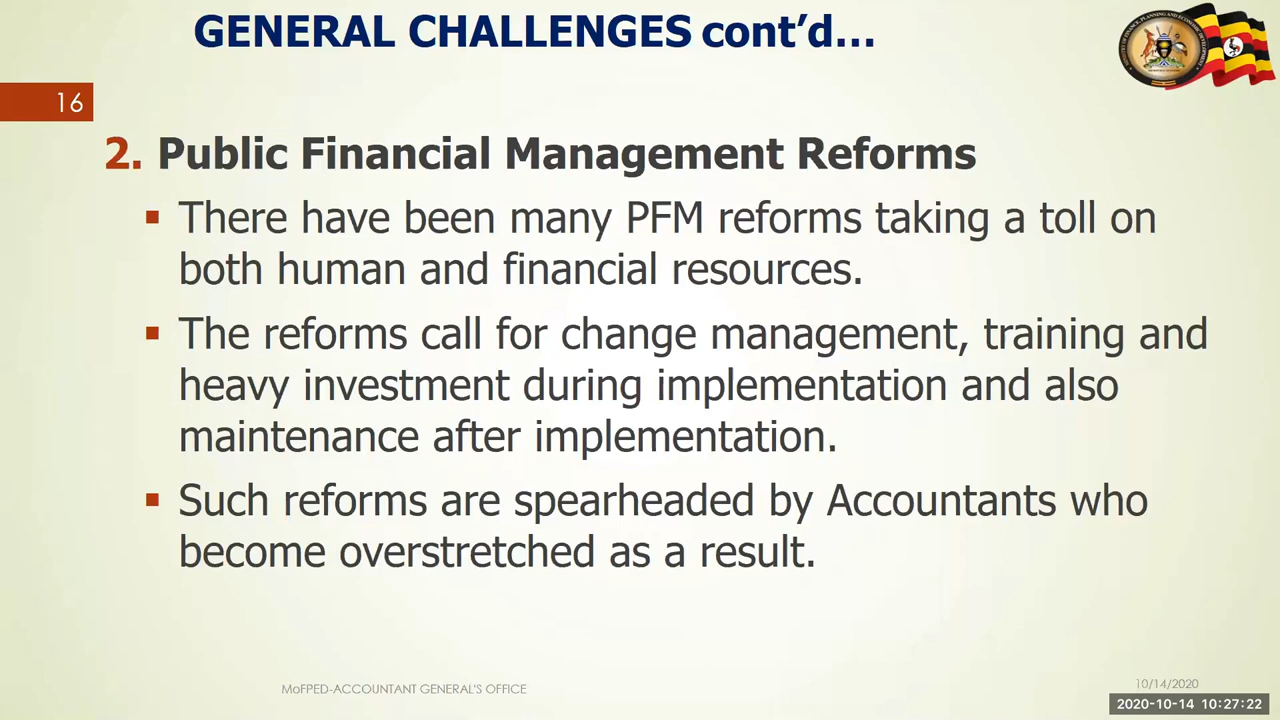 GENERAL CHALLENGES cont’d…
16
2. Public Financial Management Reforms
▪ There have been many PFM reforms taking a toll on
both human and financial resources.
▪ The reforms call for change management, training and
heavy investment during implementation and also
maintenance after implementation.
▪ Such reforms are spearheaded by Accountants who
become overstretched as a result.
MoFPED-ACCOUNTANT GENERAL'S OFFICE
10/14/2020
2020-10-14 10:27:22